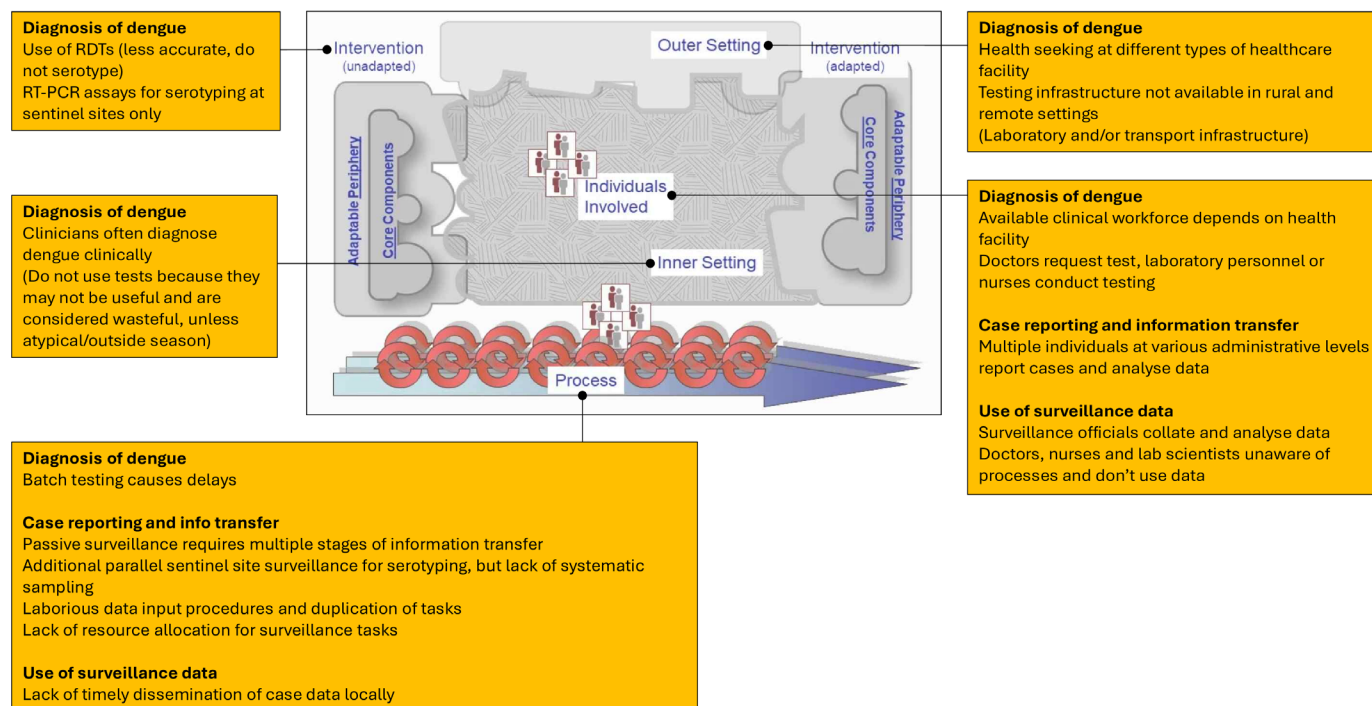 Diagnosis of dengue
Use of RDTs (less accurate, do
not serotype)
RT-PCR assays for serotyping at
sentinel sites only
Diagnosis of dengue
Clinicians often diagnose
dengue clinically
(Do not use tests because they
may not be useful and are
considered wasteful, unless
atypical/outside season)
Intervention
(unadapted)
Outer Setting
Intervention
(adapted)
Adaptable Periphery
Core Components
Individuals
Involved
Inner Setting
Core Components
Adaptable Periphery
Process
Diagnosis of dengue
Health seeking at different types of healthcare
facility
Testing infrastructure not available in rural and
remote settings
(Laboratory and/or transport infrastructure)
Diagnosis of dengue
Available clinical workforce depends on health
facility
Doctors request test, laboratory personnel or
nurses conduct testing
Case reporting and information transfer
Multiple individuals at various administrative levels
report cases and analyse data
Use of surveillance data
Surveillance officials collate and analyse data
Doctors, nurses and lab scientists unaware of
processes and don't use data
Diagnosis of dengue
Batch testing causes delays
Case reporting and info transfer
Passive surveillance requires multiple stages of information transfer
Additional parallel sentinel site surveillance for serotyping, but lack of systematic
sampling
Laborious data input procedures and duplication of tasks
Lack of resource allocation for surveillance tasks
Use of surveillance data
Lack of timely dissemination of case data locally